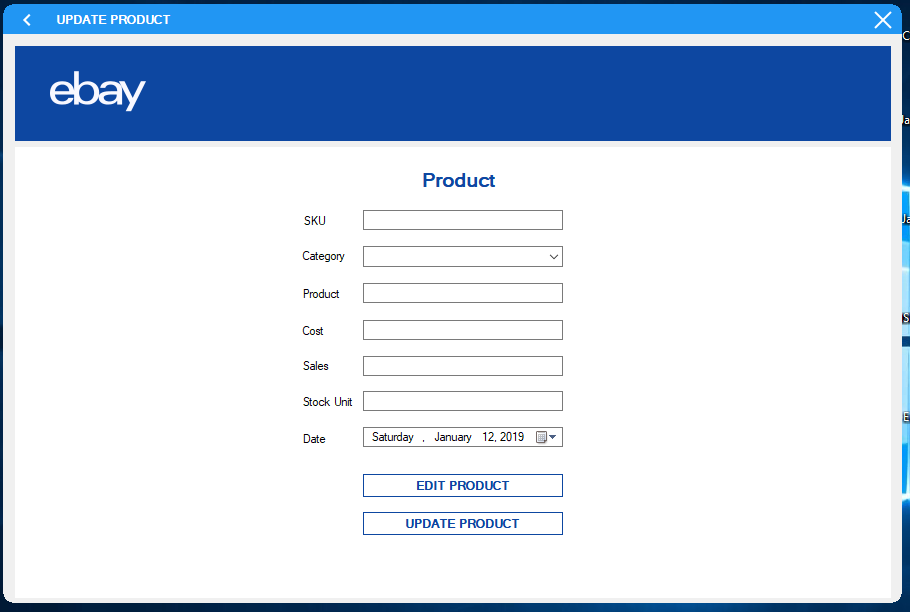 UPDATE PRODUCT
ebay
Product
SKU
Category
Product
Cost
Sales
Stock Unit
Date Saturday , January 12, 2019
EDIT PRODUCT
UPDATE PRODUCT